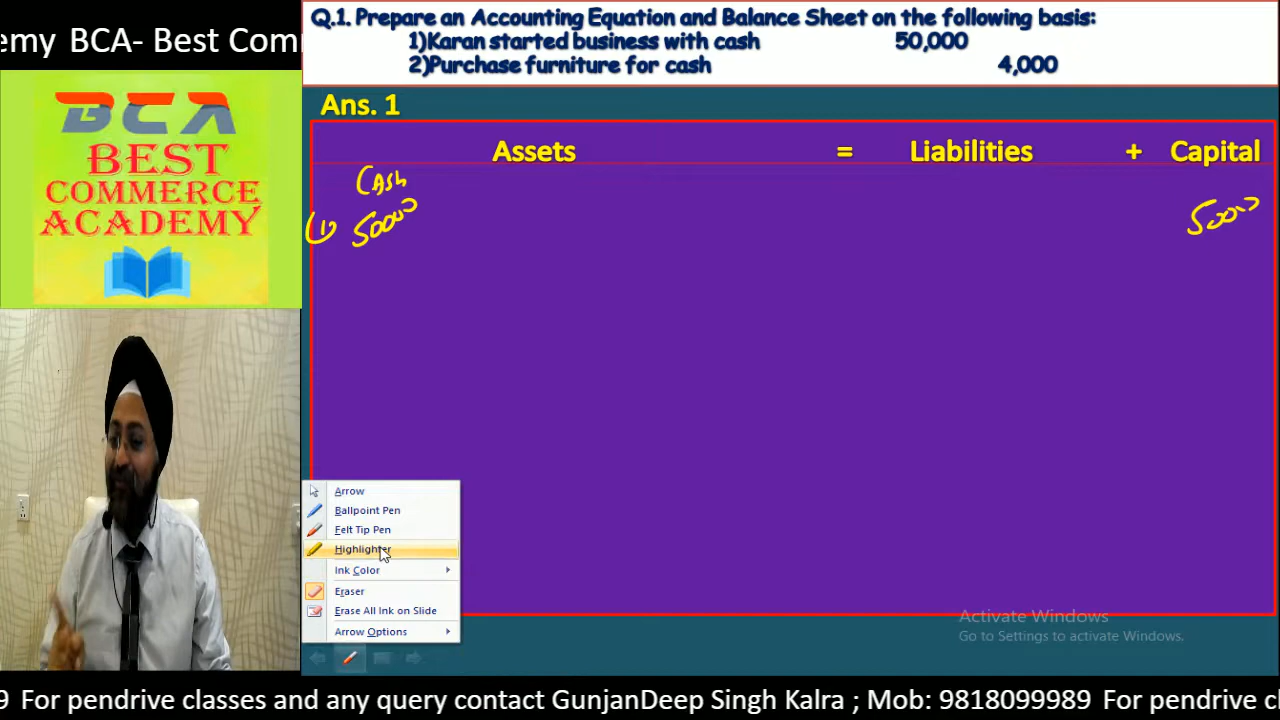 emy BCA- Best Com
Q.1. Prepare an Accounting Equation and Balance Sheet on the following basis:
1)Karan started business with cash 50,000
2)Purchase furniture for cash 4,000
BCA
BEST
COMMERCE
ACADEMY
Ans. 1
Assets = Liabilities + Capital
Cash
(1) 50000 50000
Arrow
Ballpoint Pen
Felt Tip Pen
Highlighter
Ink Color
Eraser
Erase All Ink on Slide
Arrow Options
Activate Windows
Go to Settings to activate Windows.
9 For pendrive classes and any query contact GunjanDeep Singh Kalra ; Mob: 9818099989 For pendrive c